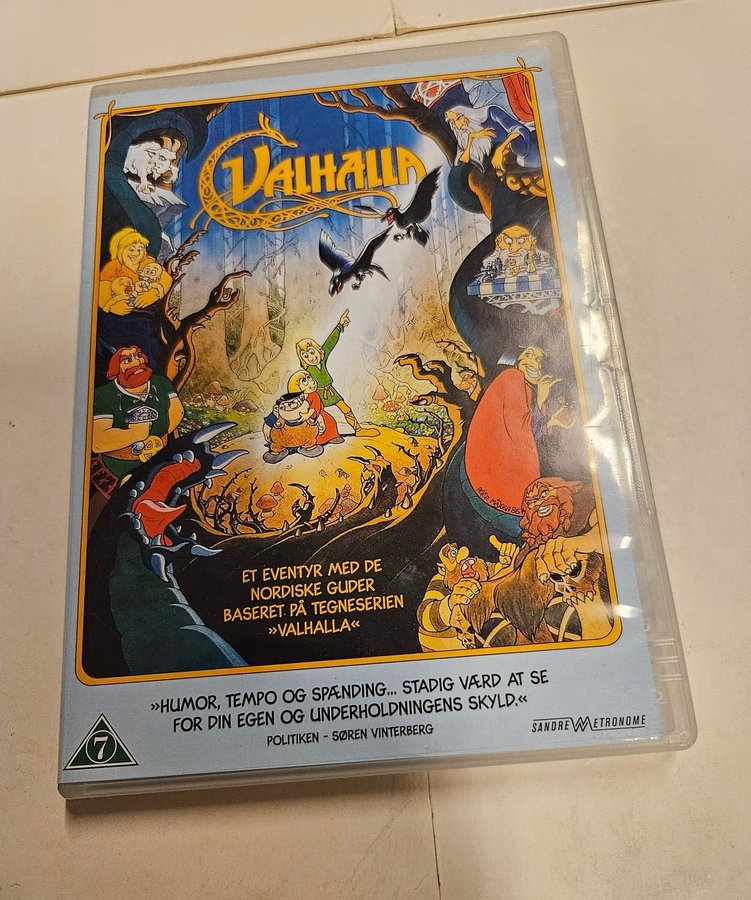 VALHALLA
ET EVENTYR MED DE
NORDISKE GUDER
BASERET PÅ TEGNESERIEN
»VALHALLA«
»HUMOR, TEMPO OG SPÆNDING... STADIG VÆRD AT SE
FOR DIN EGEN OG UNDERHOLDNINGENS SKYLD.«
POLITIKEN - SØREN VINTERBERG
7
SANDREW METRONOME